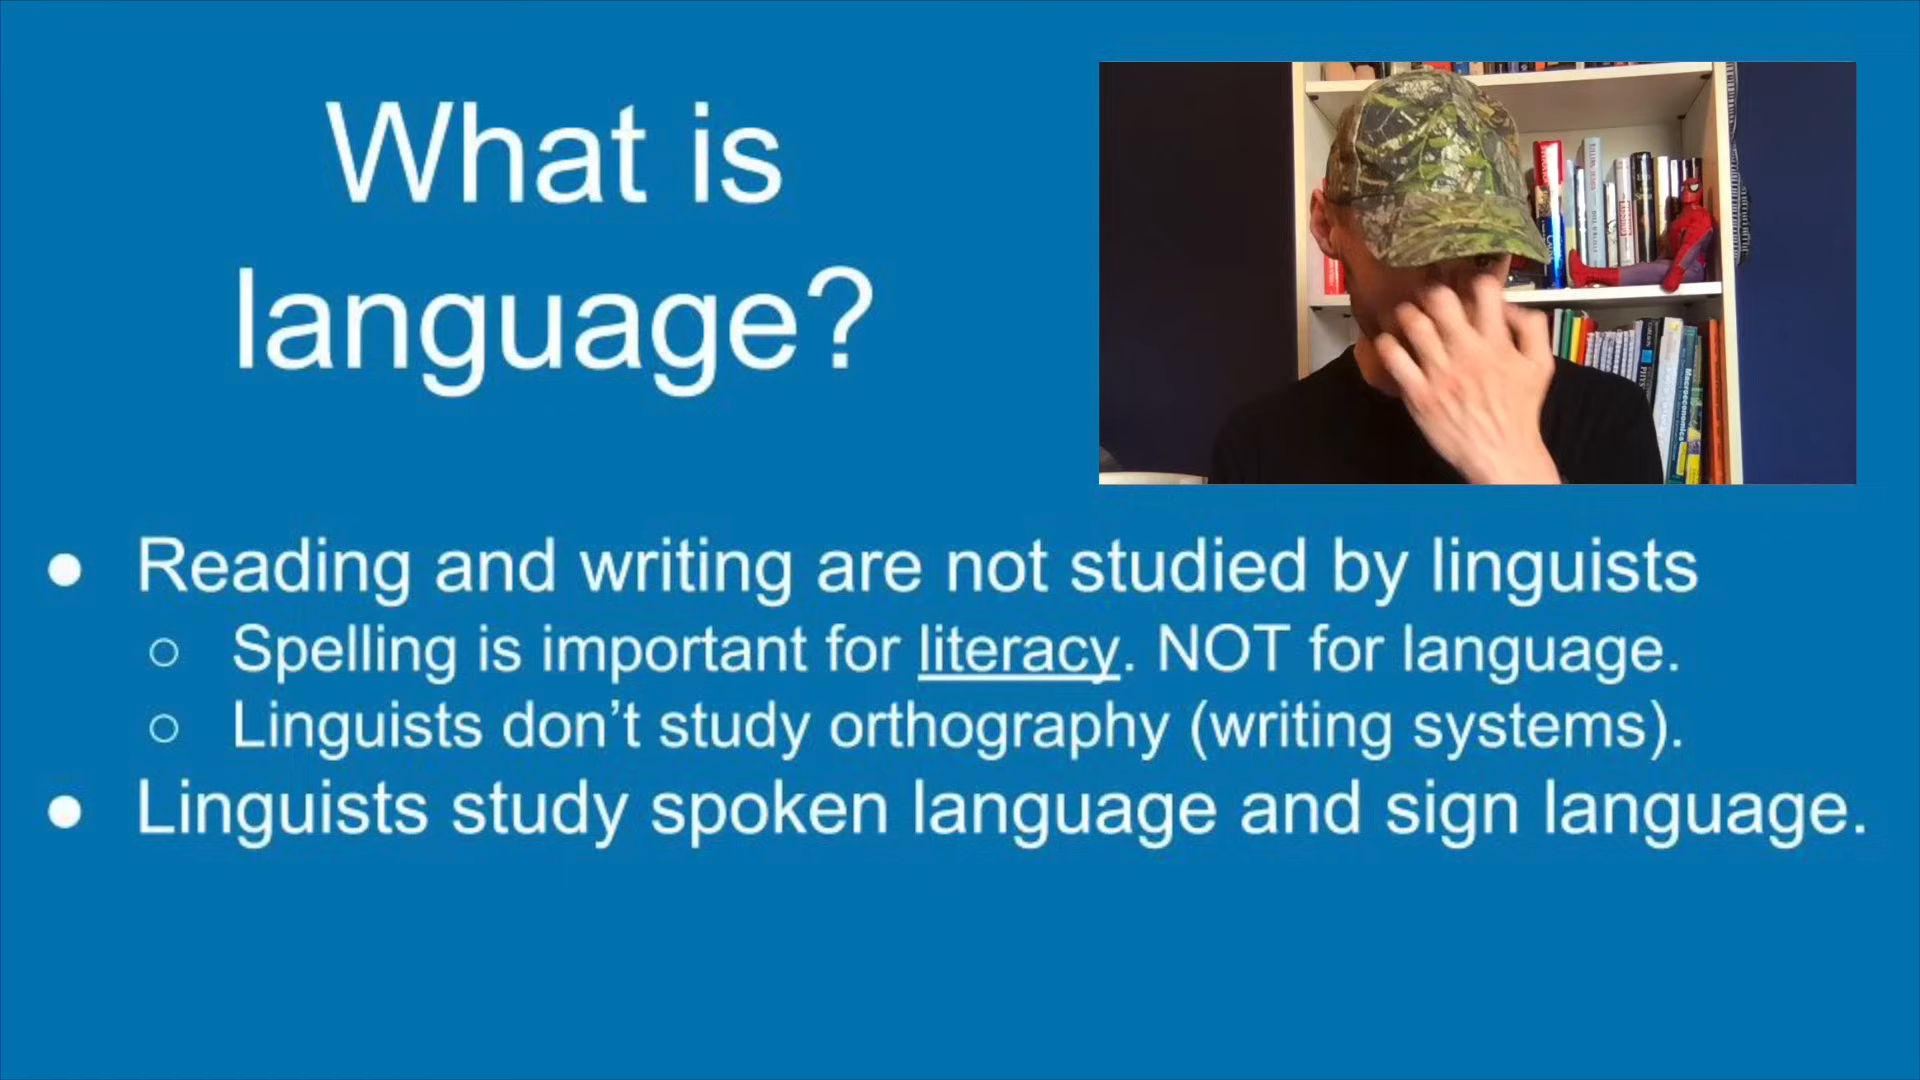 What is
language?
● Reading and writing are not studied by linguists
○ Spelling is important for literacy. NOT for language.
○ Linguists don’t study orthography (writing systems).
● Linguists study spoken language and sign language.
Macroeconomics